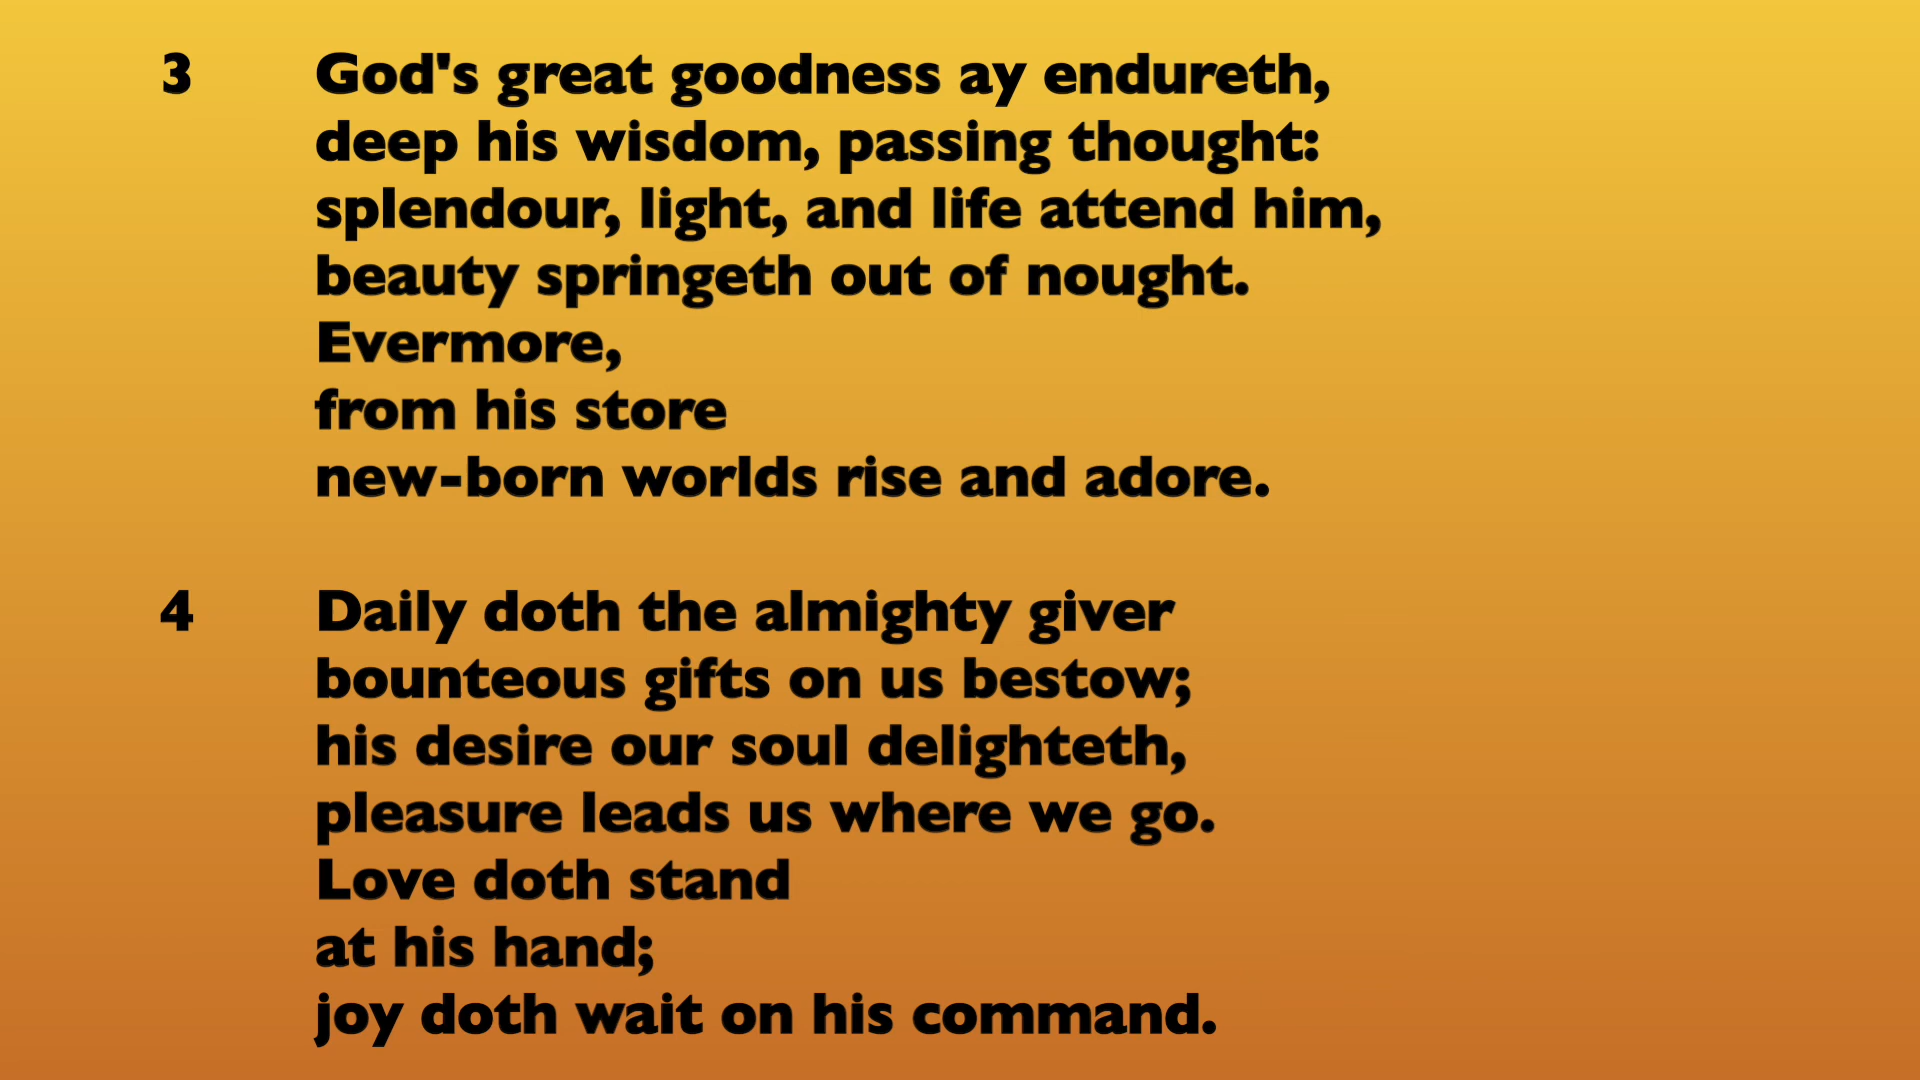 3 God's great goodness ay endureth,
deep his wisdom, passing thought:
splendour, light, and life attend him,
beauty springeth out of nought.
Evermore,
from his store
new-born worlds rise and adore.
4 Daily doth the almighty giver
bounteous gifts on us bestow;
his desire our soul delighteth,
pleasure leads us where we go.
Love doth stand
at his hand;
joy doth wait on his command.